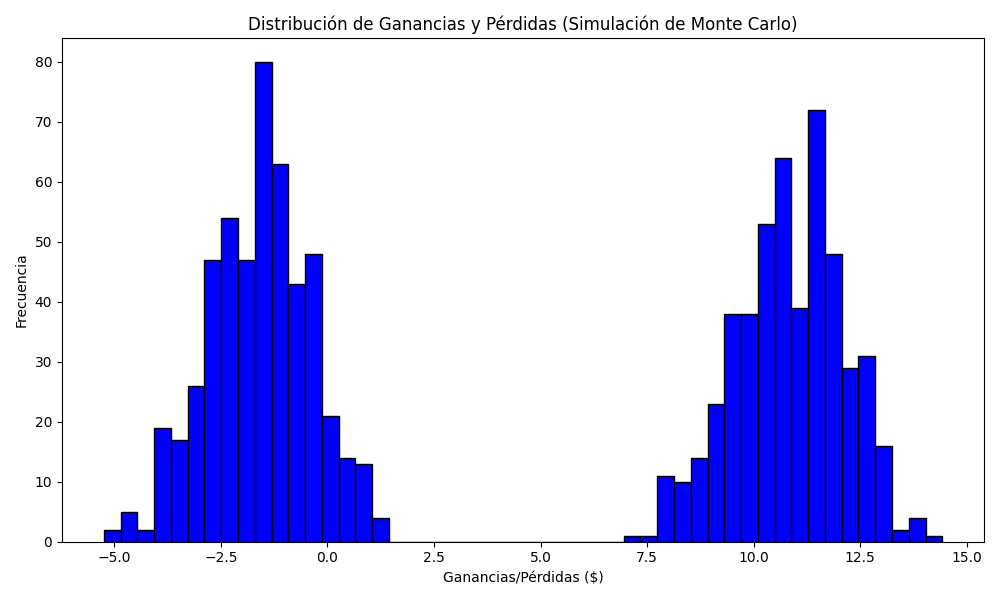 Distribución de Ganancias y Pérdidas (Simulación de Monte Carlo)
80
70
60
50
40
30
20
10
0
Frecuencia
−5.0 −2.5 0.0 2.5 5.0 7.5 10.0 12.5 15.0
Ganancias/Pérdidas ($)